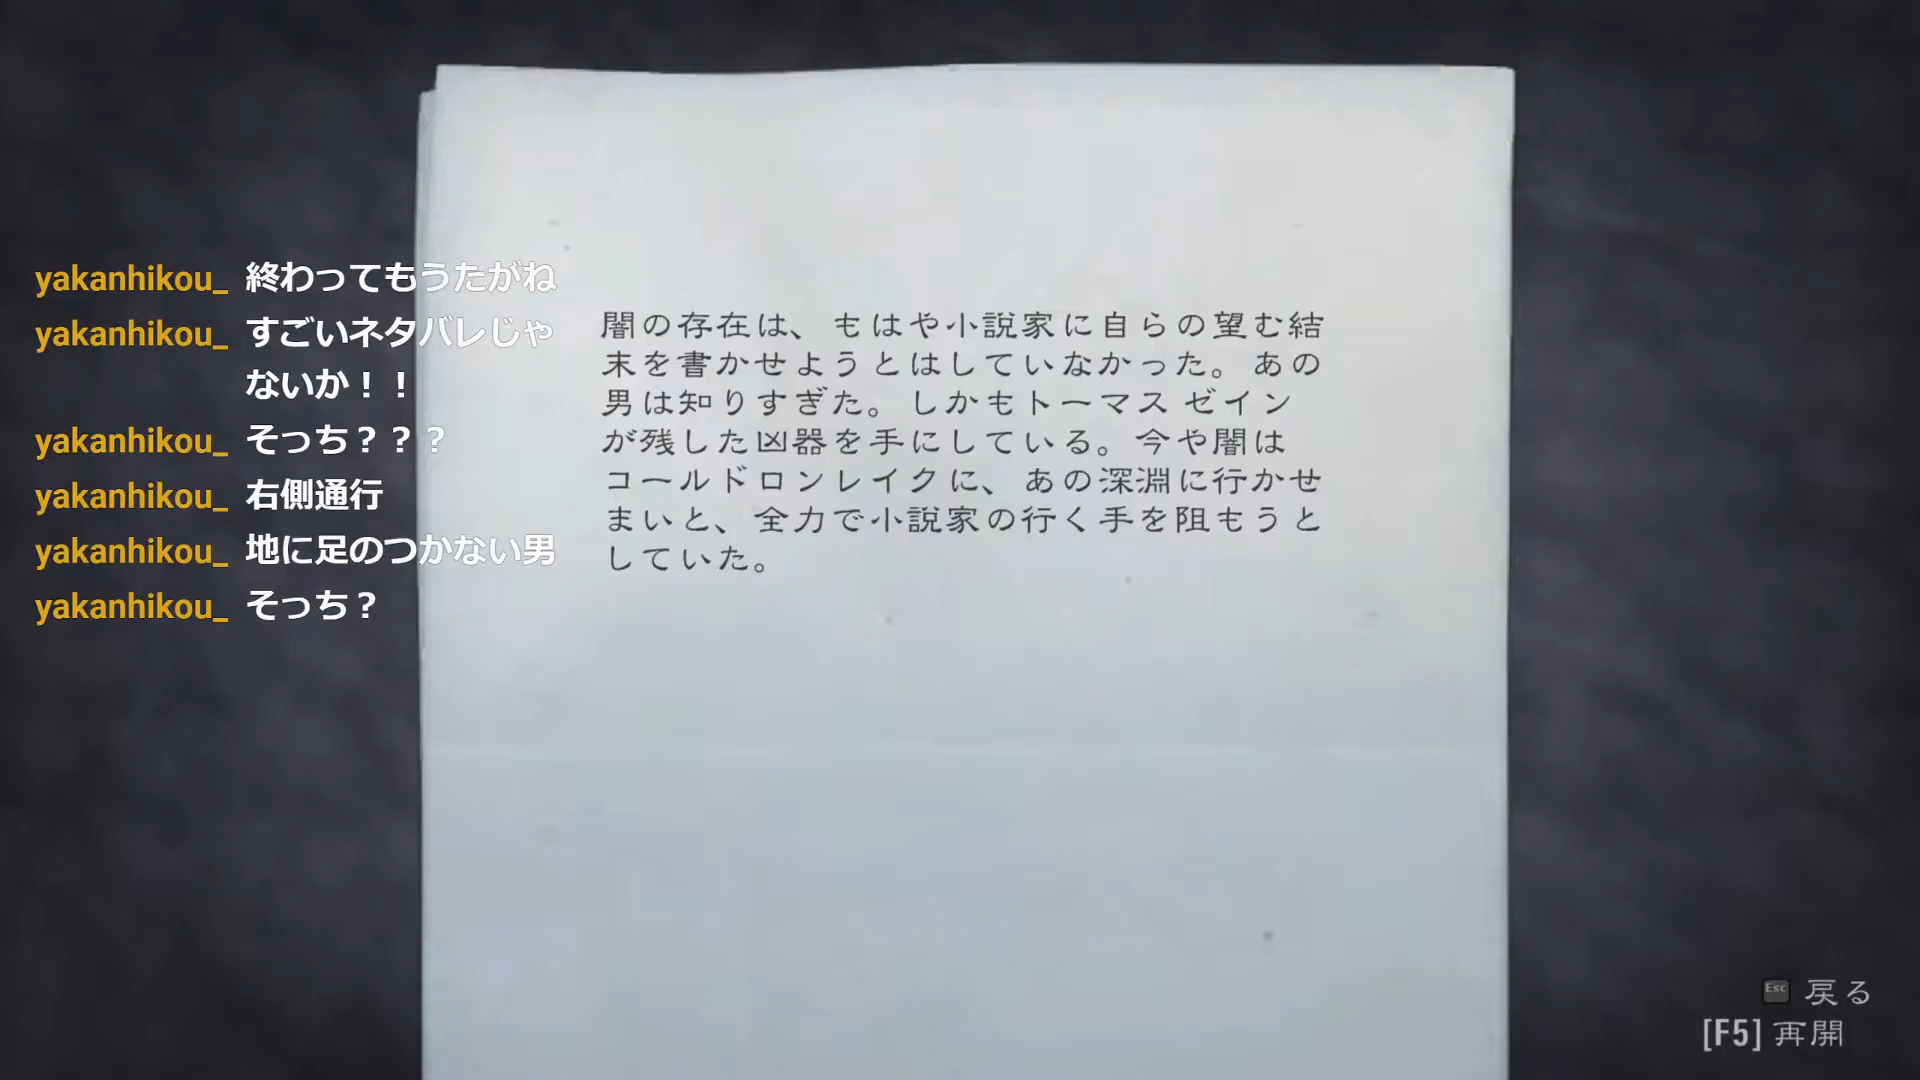 yakanhikou_ 終わってもうたがね
yakanhikou_ すごいネタバレじゃ
ないか！！
yakanhikou_ そっち？？？
yakanhikou_ 右側通行
yakanhikou_ 地に足のつかない男
yakanhikou_ そっち？
闇の存在は、もはや小説家に自らの望む結
末を書かせようとはしていなかった。あの
男は知りすぎた。しかもトーマス ゼイン
が残した凶器を手にしている。今や闇は
コールドロンレイクに、あの深淵に行かせ
まいと、全力で小説家の行く手を阻もうと
していた。
Esc 戻る
[F5] 再開